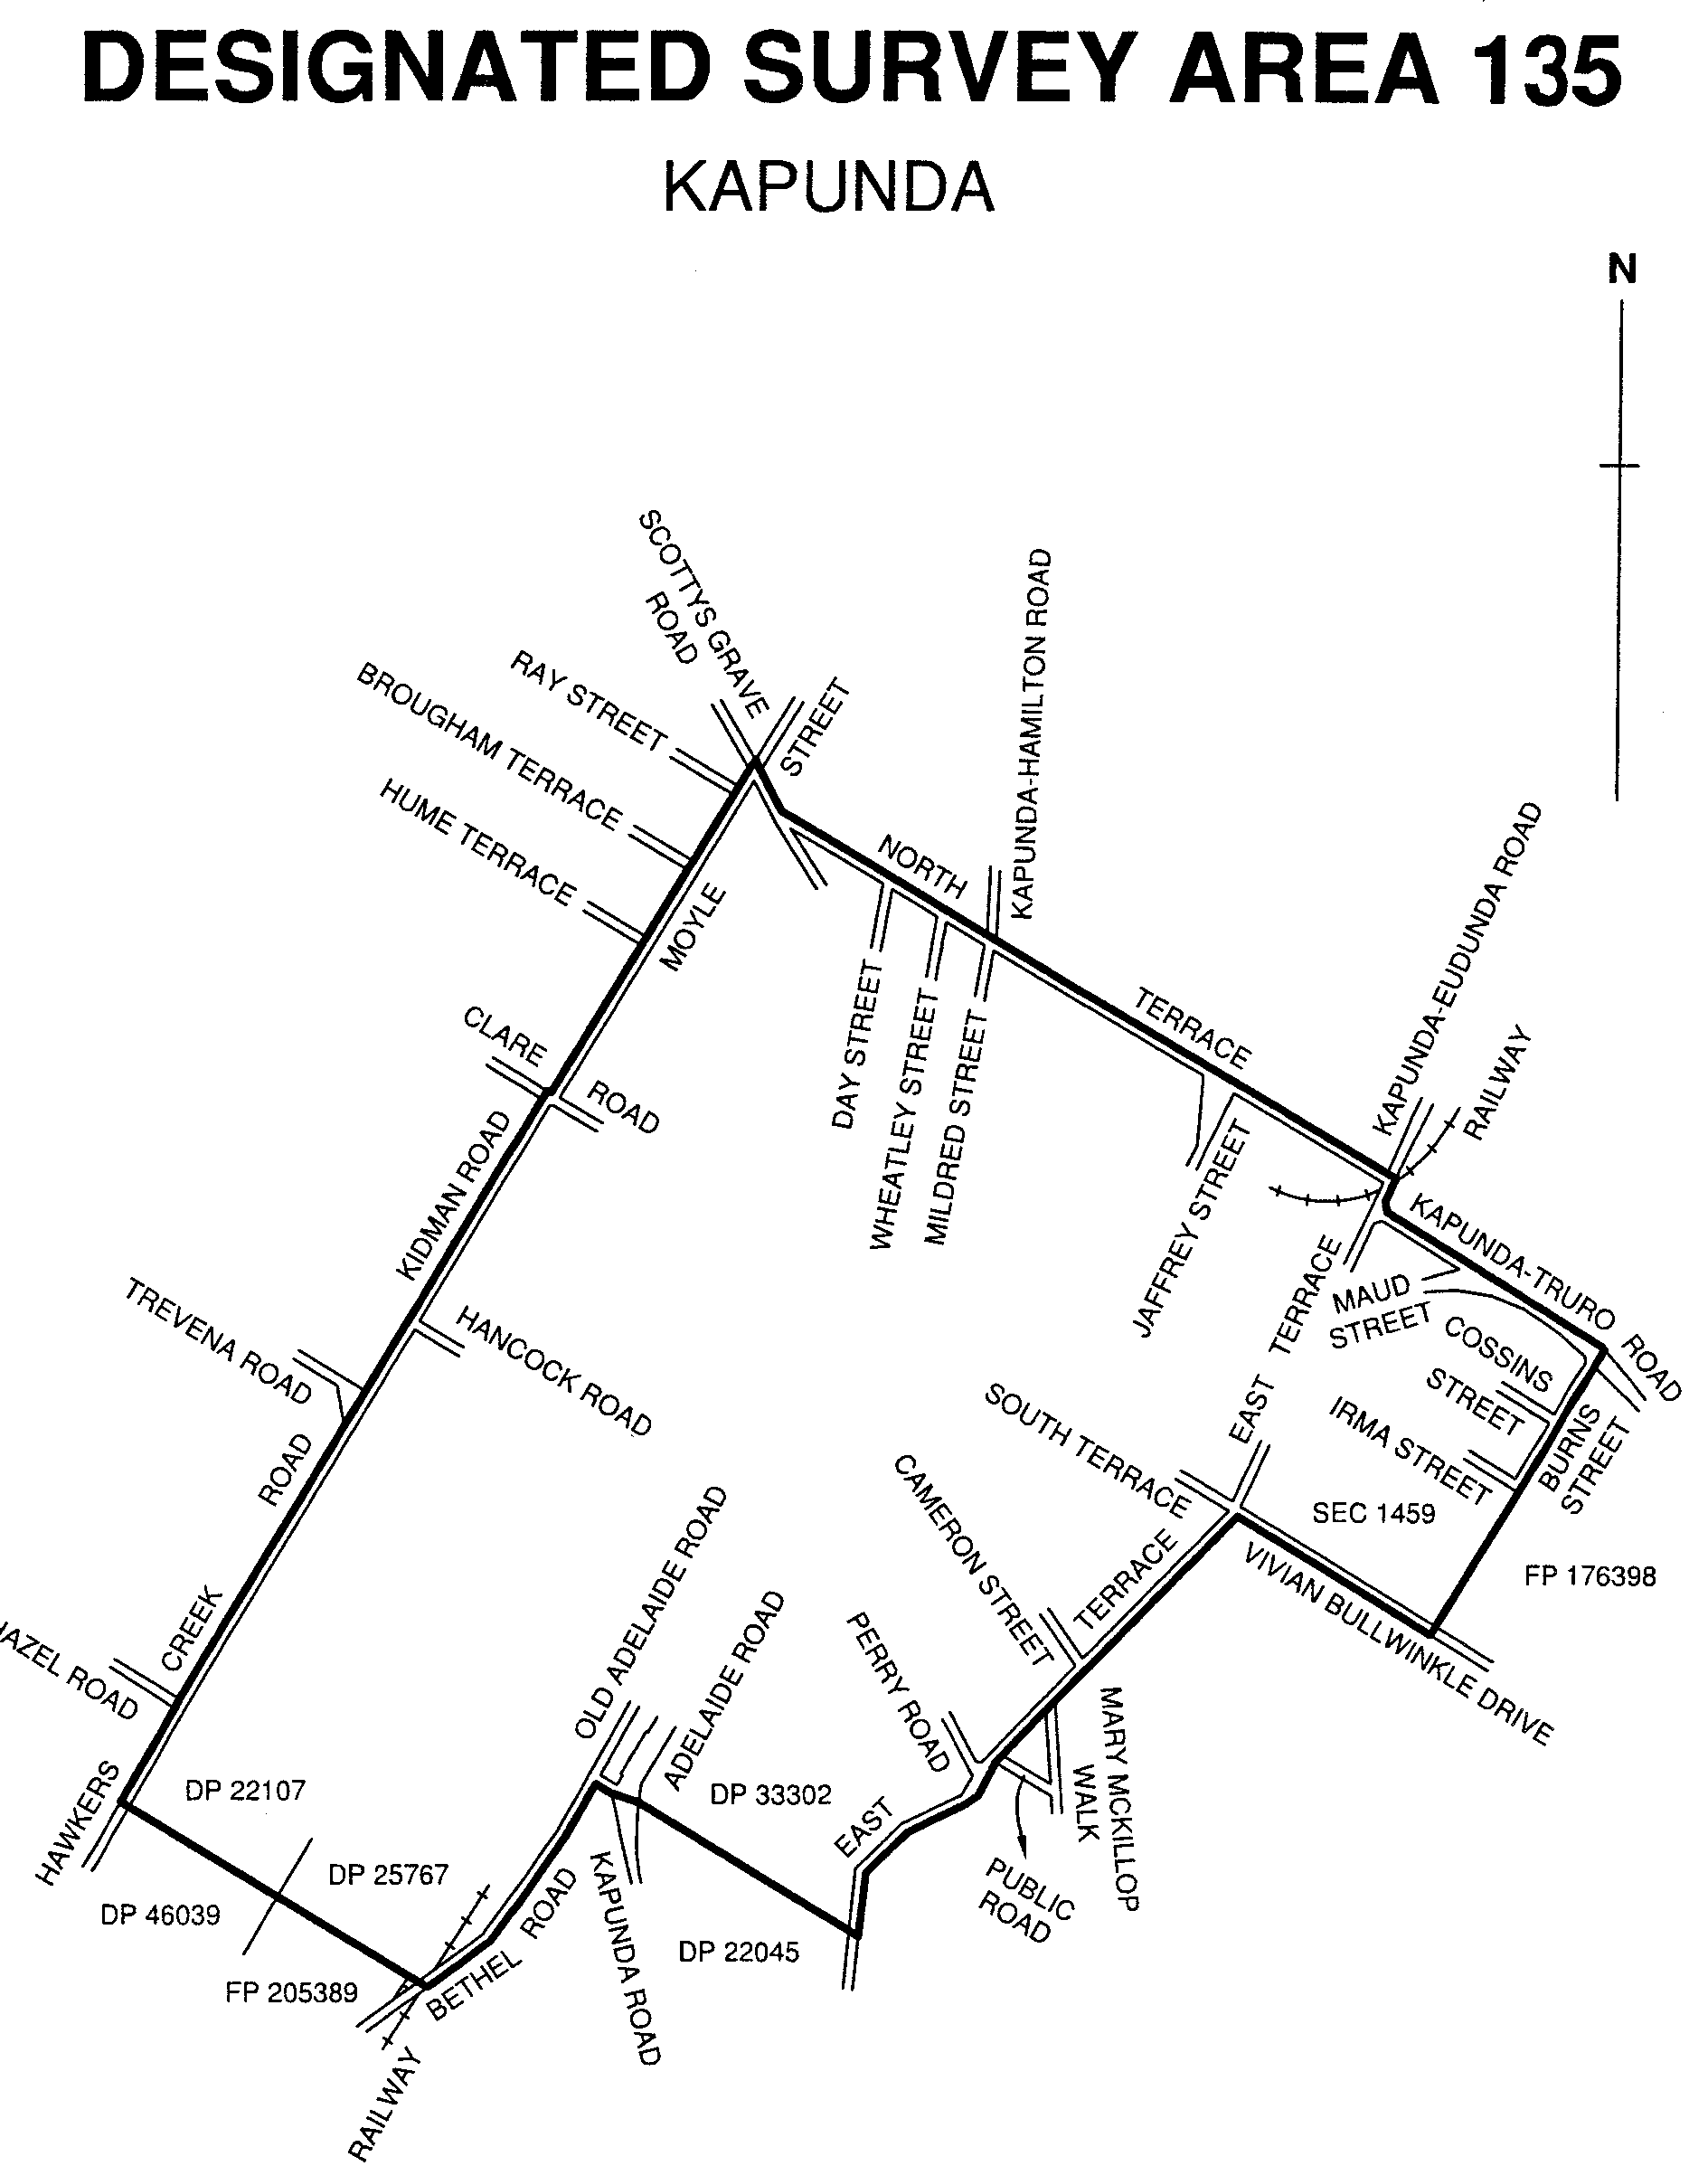 DESIGNATED SURVEY AREA 135
KAPUNDA
N
SCOTTYS GRAVE
ROAD
RAY STREET
STREET
BROUGHAM TERRACE
HUME TERRACE
KAPUNDA-HAMILTON ROAD
NORTH
MOYLE
KAPUNDA-EUDUNDA ROAD
CLARE
ROAD
DAY STREET
WHEATLEY STREET
MILDRED STREET
TERRACE
RAILWAY
KIDMAN ROAD
JAFFREY STREET
KAPUNDA-TRURO
ROAD
MAUD
STREET
TREVENA ROAD
HANCOCK ROAD
EAST TERRACE
COSSINS
STREET
IRMA STREET
BURNS
STREET
SOUTH TERRACE
SEC 1459
FP 176398
ROAD
CAMERON STREET
TERRACE
VIVIAN BULLWINKLE DRIVE
OLD ADELAIDE ROAD
ADELAIDE ROAD
PERRY ROAD
CREEK
ROAD
MARY MCKILLOP
WALK
HAWKERS
DP 22107
DP 33302
EAST
DP 25767
PUBLIC
ROAD
DP 46039
KAPUNDA ROAD
DP 22045
FP 205389
BETHEL ROAD
RAILWAY